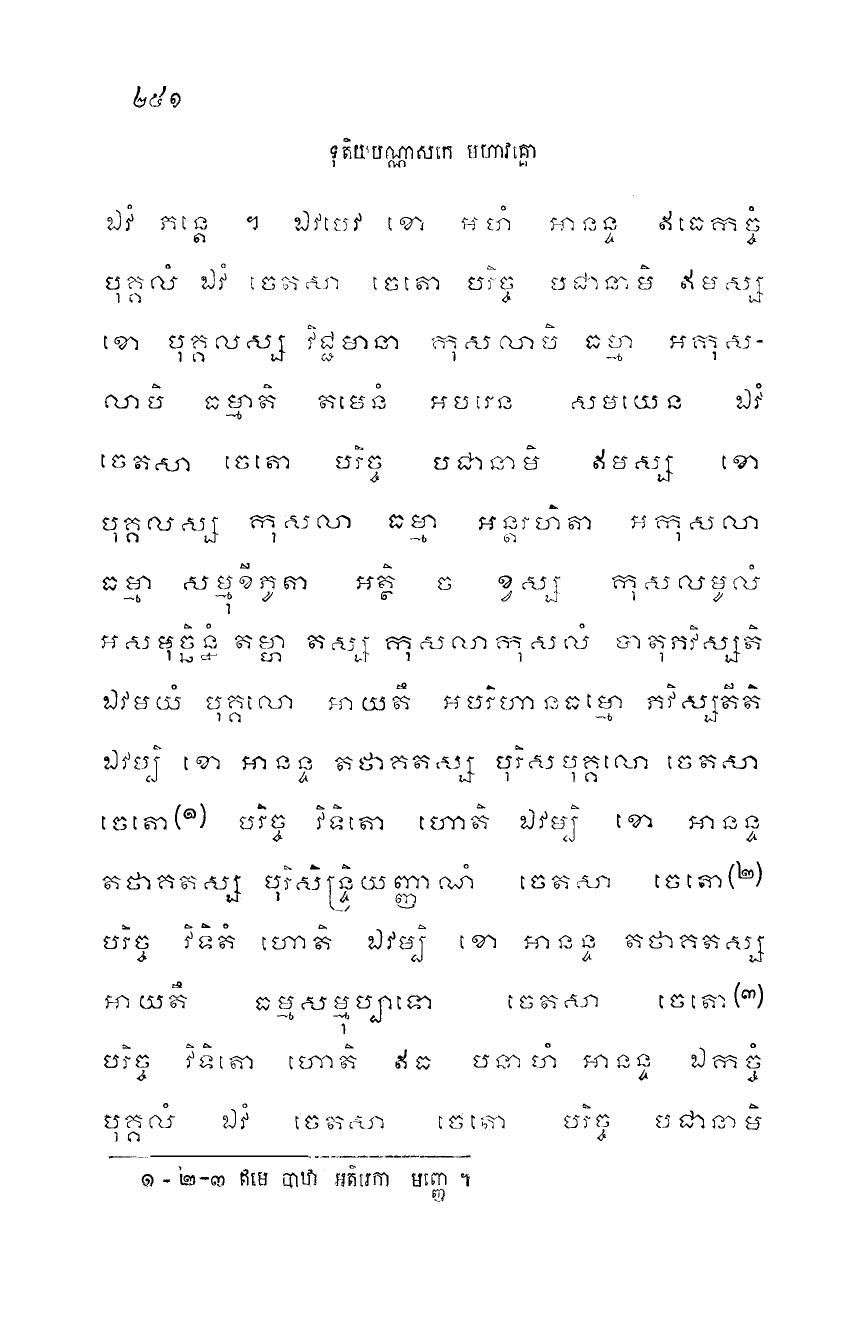 ២៥១
ទុតិយបណ្ណាសកេ មហាវគ្គោ
ឯវំ ភន្តេ ។ ឯវមេវ ខោ អហំ អានន្ទ ឥធេកច្ចំ
បុគ្គលំ ឯវំ ចេតសា ចេតោ បរិច្ច បជានាមិ ឥមស្ស
ខោ បុគ្គលស្ស វិជ្ជមានា កុសលាបិ ធម្មា អកុស-
លាបិ ធម្មាតិ តមេនំ អបរេន សមយេន ឯវំ
ចេតសា ចេតោ បរិច្ច បជានាមិ ឥមស្ស ខោ
បុគ្គលស្ស កុសលា ធម្មា អន្តរហិតា អកុសលា
ធម្មា សម្មុខីភូតា អត្ថិ ច ខ្វស្ស កុសលមូលំ
អសមុច្ឆិន្នំ តម្ហា តស្ស កុសលាកុសលំ បាតុភវិស្សតិ
ឯវមយំ បុគ្គលោ អាយតឹ អបរិហានធម្មោ ភវិស្សតីតិ
ឯវម្បិ ខោ អានន្ទ តថាគតស្ស បុរិសបុគ្គលោ ចេតសា
ចេតោ(១) បរិច្ច វិទិតោ ហោតិ ឯវម្បិ ខោ អានន្ទ
តថាគតស្ស បុរិសិន្ទ្រិយញ្ញាណំ ចេតសា ចេតោ(២)
បរិច្ច វិទិតំ ហោតិ ឯវម្បិ ខោ អានន្ទ តថាគតស្ស
អាយតឹ ធម្មសម្មុប្បាទោ ចេតសា ចេតោ(៣)
បរិច្ច វិទិតោ ហោតិ ឥធ បនាហំ អានន្ទ ឯកច្ចំ
បុគ្គលំ ឯវំ ចេតសា ចេតោ បរិច្ច បជានាមិ
១ - ២-៣ ឥមេ បាឋា អតិរេកា មញ្ញេ ។